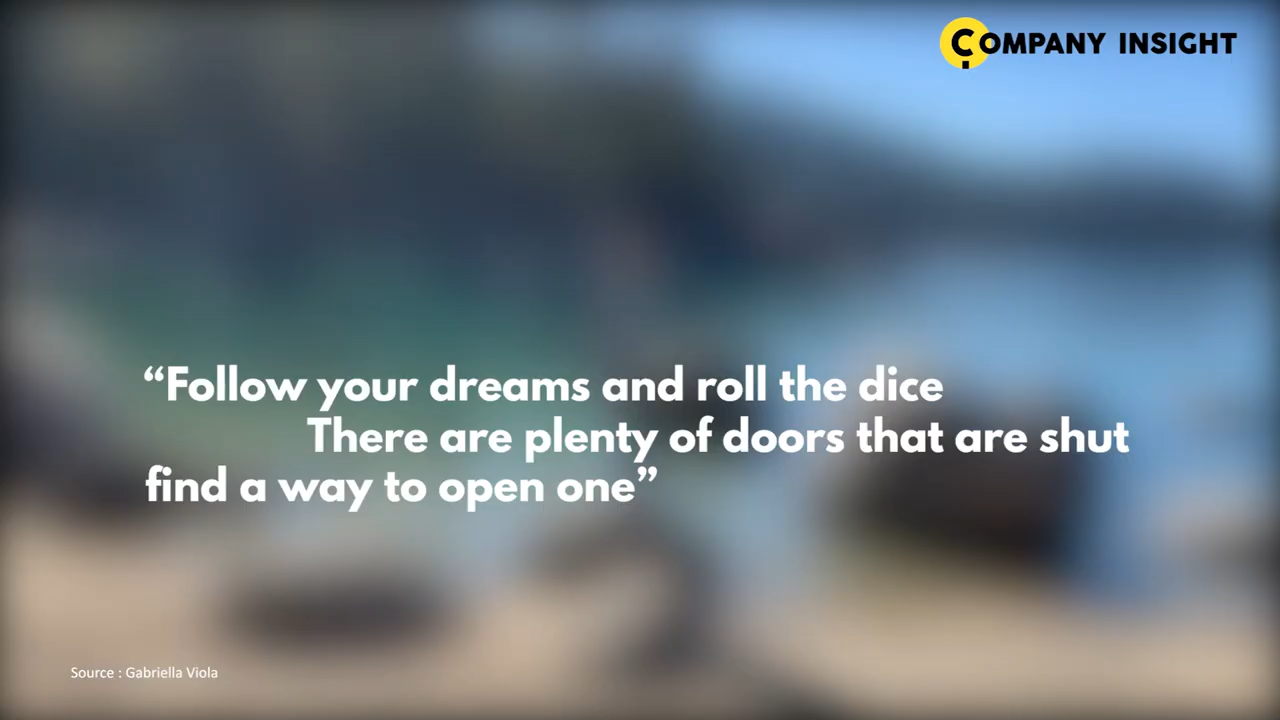 COMPANY INSIGHT
“Follow your dreams and roll the dice
There are plenty of doors that are shut
find a way to open one”
Source : Gabriella Viola